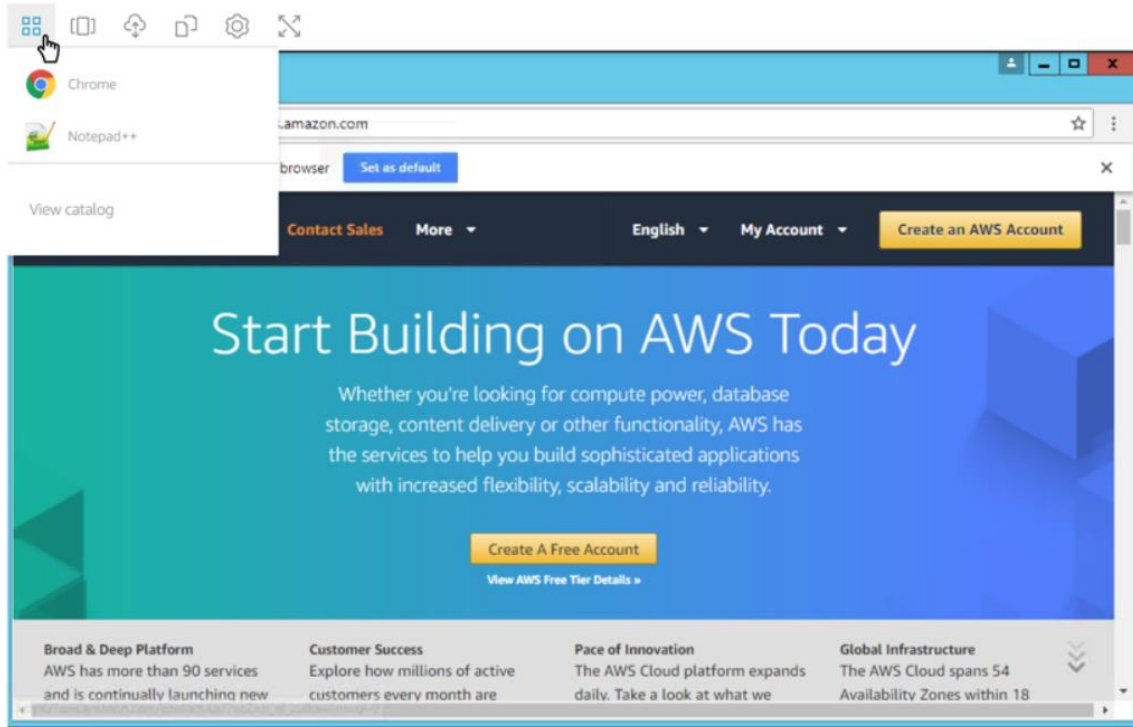 Chrome
Notepad++
View catalog
.amazon.com
browser
Set as default
Contact Sales More English My Account Create an AWS Account
Start Building on AWS Today
Whether you're looking for compute power, database
storage, content delivery or other functionality, AWS has
the services to help you build sophisticated applications
with increased flexibility, scalability and reliability.
Create A Free Account
View AWS Free Tier Details »
Broad & Deep Platform
AWS has more than 90 services
and is continually launching new
Customer Success
Explore how millions of active
customers every month are
Pace of Innovation
The AWS Cloud platform expands
daily. Take a look at what we
Global Infrastructure
The AWS Cloud spans 54
Availability Zones within 18